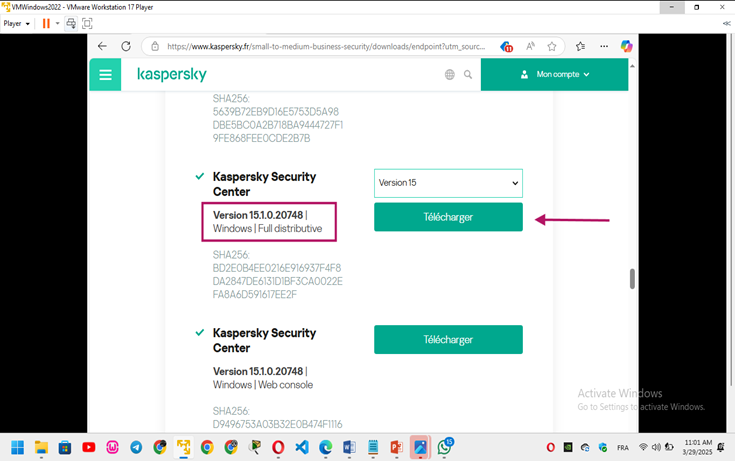 VMWindows2022 - VMware Workstation 17 Player
Player
https://www.kaspersky.fr/small-to-medium-business-security/downloads/endpoint?utm_sourc...
11
kaspersky
Mon compte
SHA256:
5639B72EB9D16E5753D5A98
DBE5BC0A2B718BA9444727F1
9FE868FEE0CDE2B7B
Kaspersky Security
Center
Version 15
Version 15.1.0.20748 |
Windows | Full distributive
Télécharger
SHA256:
BD2E0B4EE0216E916937F4F8
DA2847DE6131D1BF3CA0022E
FA8A6D591617EE2F
Kaspersky Security
Center
Télécharger
Version 15.1.0.20748 |
Windows | Web console
SHA256:
D9496753A03B32E0B474F1116
Activate Windows
Go to Settings to activate Windows.
15
FRA
11:01 AM
3/29/2025